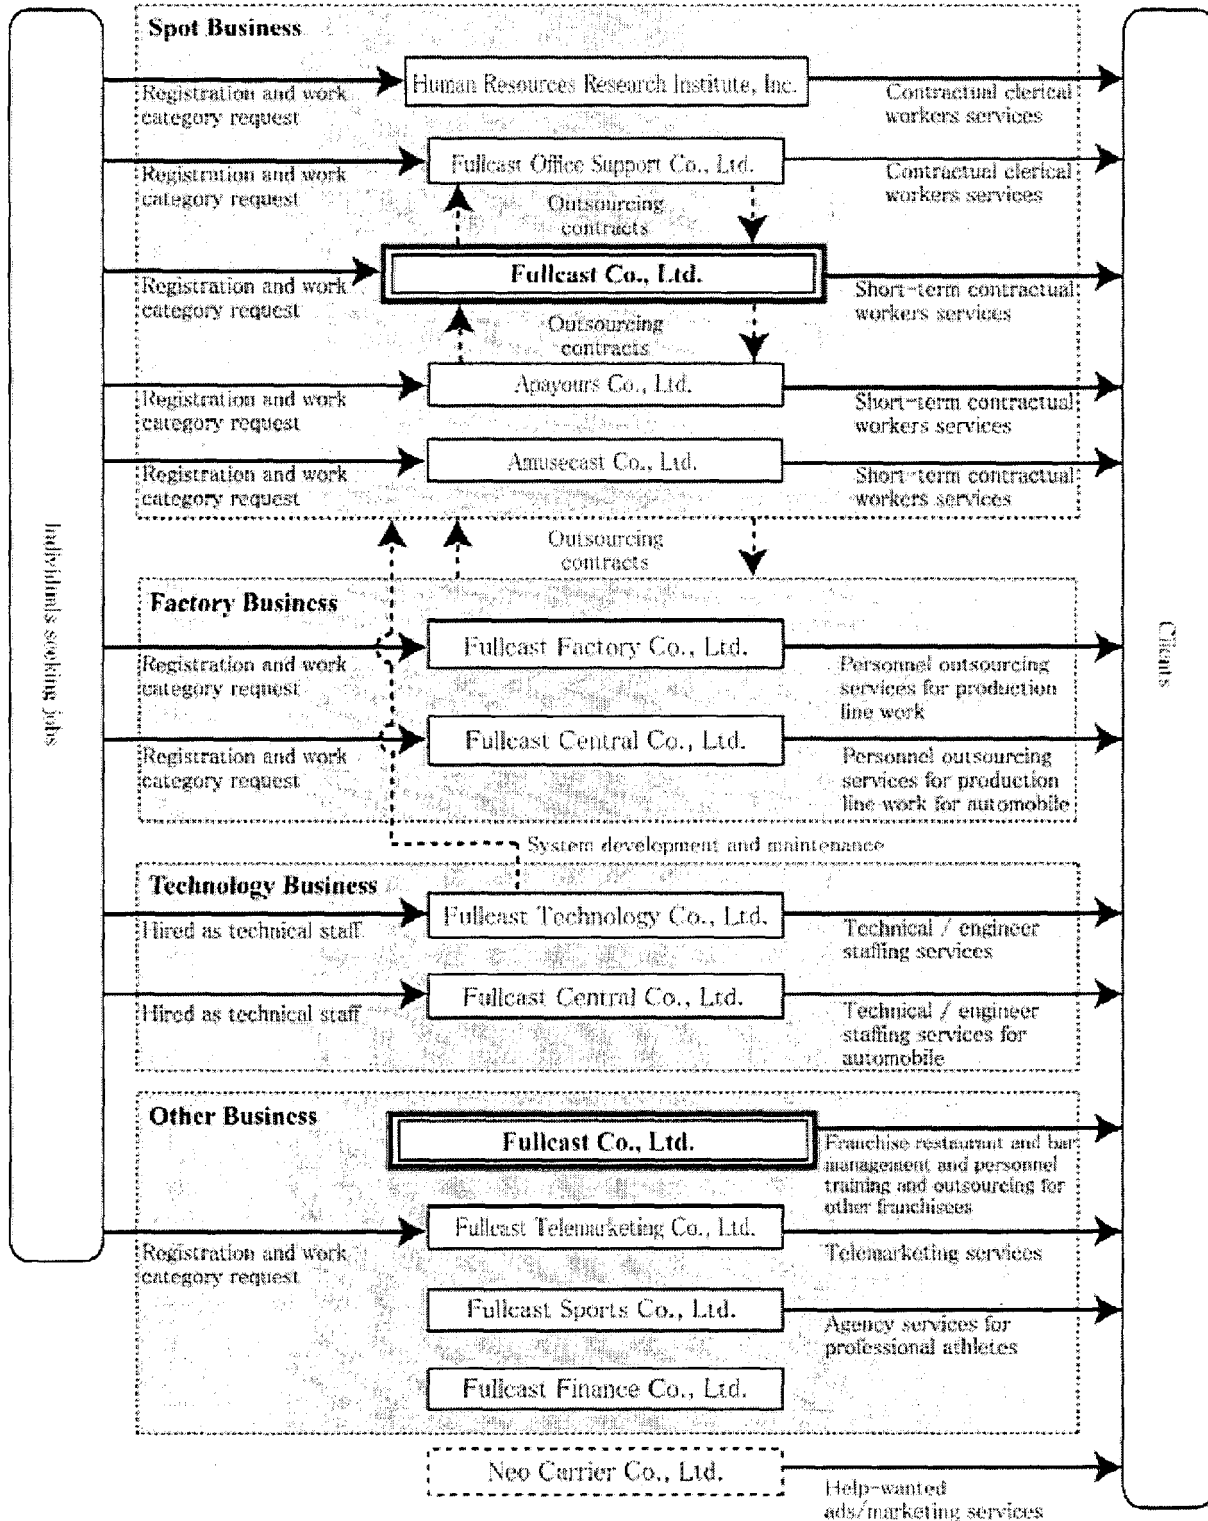 Spot Business
Human Resources Research Institute, Inc.
Registration and work
category request
Contractual clerical
workers services
Fullcast Office Support Co., Ltd.
Registration and work
category request
Contractual clerical
workers services
Outsourcing
contracts
Fullcast Co., Ltd.
Registration and work
category request
Short-term contractual
workers services
Outsourcing
contracts
Apayours Co., Ltd.
Registration and work
category request
Short-term contractual
workers services
Amusecast Co., Ltd.
Registration and work
category request
Short-term contractual
workers services
Individuals seeking jobs
Outsourcing
contracts
Clients
Factory Business
Fullcast Factory Co., Ltd.
Registration and work
category request
Personnel outsourcing
services for production
line work
Fullcast Central Co., Ltd.
Registration and work
category request
Personnel outsourcing
services for production
line work for automobile
System development and maintenance
Technology Business
Fullcast Technology Co., Ltd.
Hired as technical staff
Technical / engineer
staffing services
Fullcast Central Co., Ltd.
Hired as technical staff
Technical / engineer
staffing services for
automobile
Other Business
Fullcast Co., Ltd.
Franchise restaurant and bar
management and personnel
training and outsourcing for
other franchisees
Fullcast Telemarketing Co., Ltd.
Registration and work
category request
Telemarketing services
Fullcast Sports Co., Ltd.
Agency services for
professional athletes
Fullcast Finance Co., Ltd.
Neo Carrier Co., Ltd.
Help-wanted
ads/marketing services